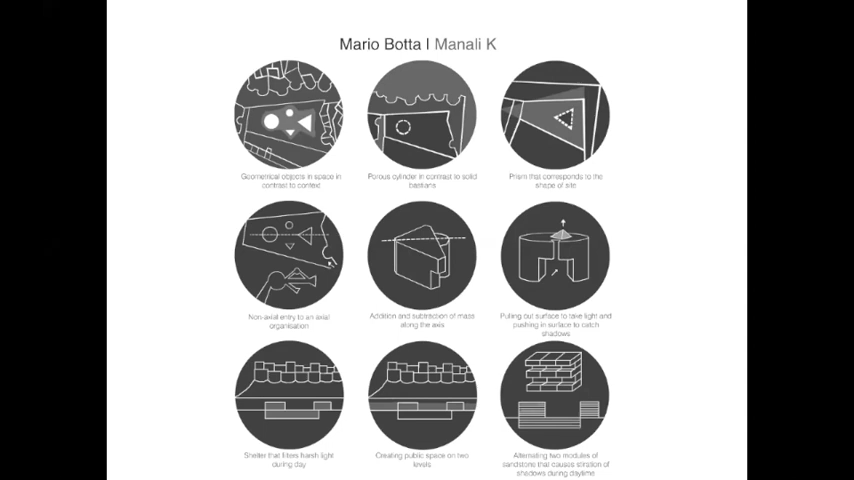 Mario Botta I Manali K
Geometrical objects in space in
contrast to context
Porous cylinder in contrast to solid
bastians
Prism that corresponds to the
shape of site
Non-axial entry to an axial
organisation
Addition and subtraction of mass
along the axis
Pulling out surface to take light and
pushing in surface to catch
shadows
Shelter that filters harsh light
during day
Creating public space on two
levels
Alternating two modules of
sandstone that causes stiration of
shadows during daytime